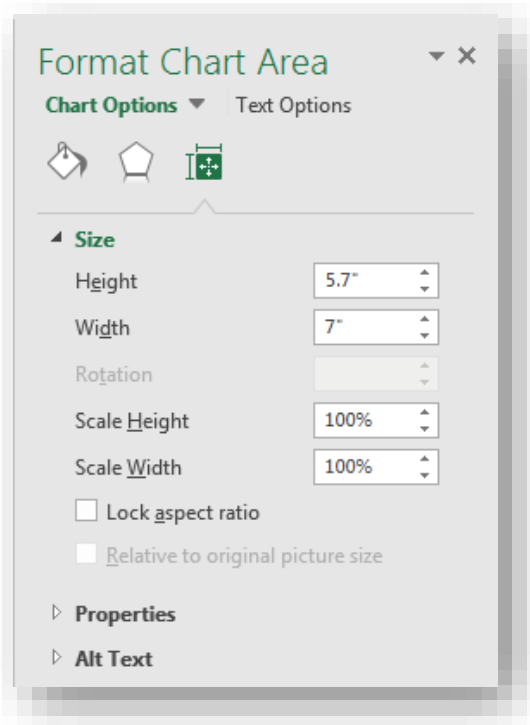 Format Chart Area
Chart Options Text Options
Size
Height 5.7"
Width 7"
Rotation
Scale Height 100%
Scale Width 100%
Lock aspect ratio
Relative to original picture size
Properties
Alt Text